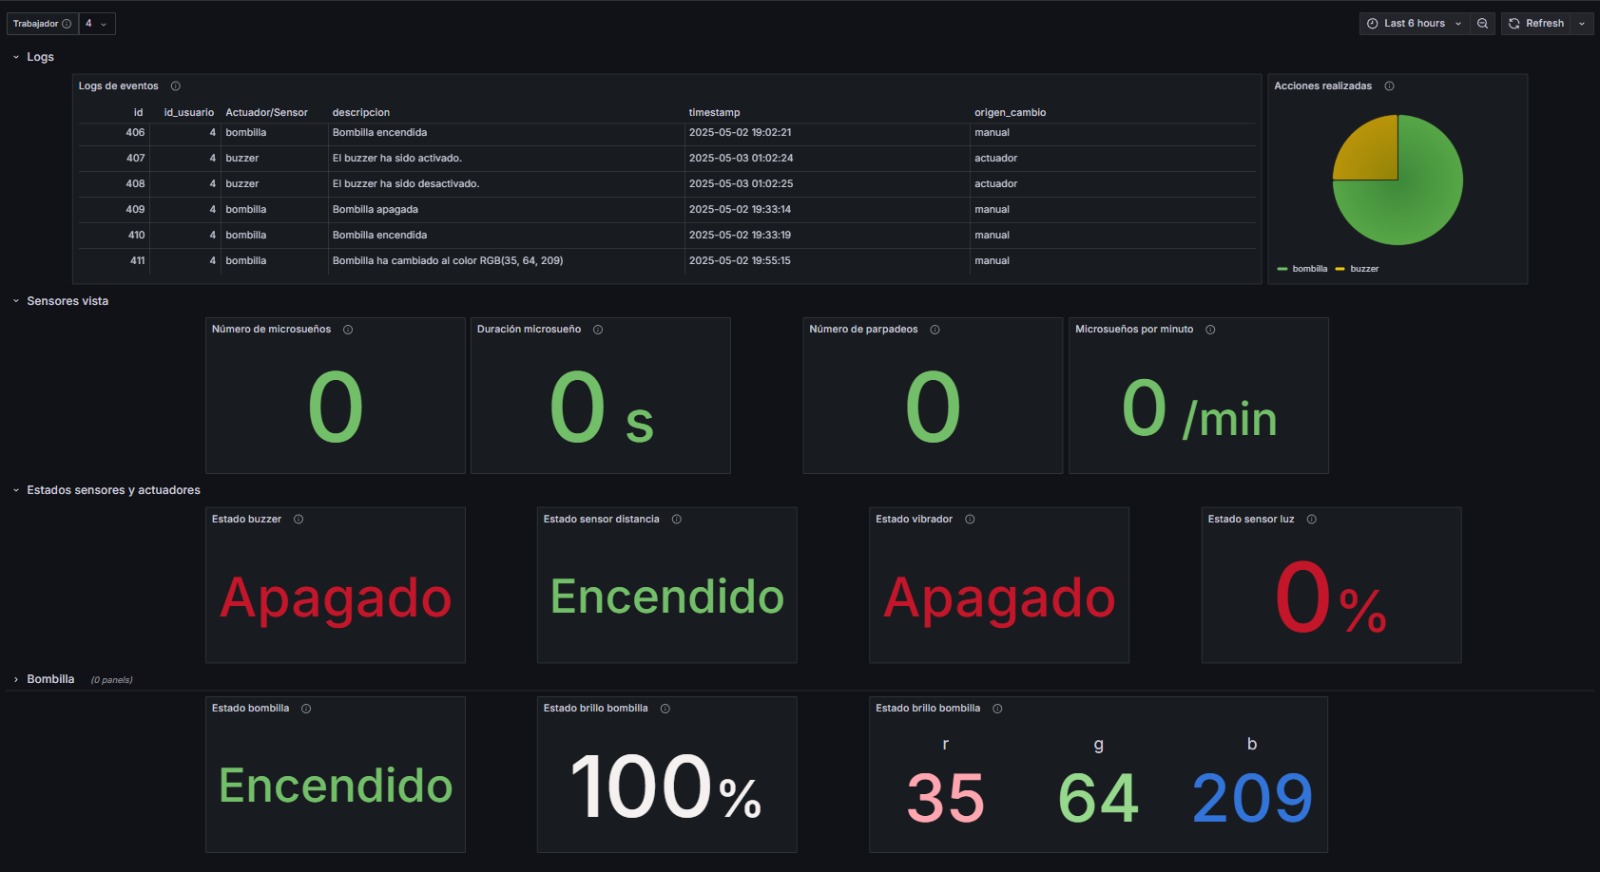 Trabajador 4
Last 6 hours Refresh
Logs
Logs de eventos
id id_usuario Actuador/Sensor descripcion timestamp origen_cambio
406 4 bombilla Bombilla encendida 2025-05-02 19:02:21 manual
407 4 buzzer El buzzer ha sido activado. 2025-05-03 01:02:24 actuador
408 4 buzzer El buzzer ha sido desactivado. 2025-05-03 01:02:25 actuador
409 4 bombilla Bombilla apagada 2025-05-02 19:33:14 manual
410 4 bombilla Bombilla encendida 2025-05-02 19:33:19 manual
411 4 bombilla Bombilla ha cambiado al color RGB(35, 64, 209) 2025-05-02 19:55:15 manual
Acciones realizadas
bombilla buzzer
Sensores vista
Número de microsueños
0
Duración microsueño
0 s
Número de parpadeos
0
Microsueños por minuto
0 /min
Estados sensores y actuadores
Estado buzzer
Apagado
Estado sensor distancia
Encendido
Estado vibrador
Apagado
Estado sensor luz
0%
Bombilla (0 panels)
Estado bombilla
Encendido
Estado brillo bombilla
100%
Estado brillo bombilla
r g b
35 64 209